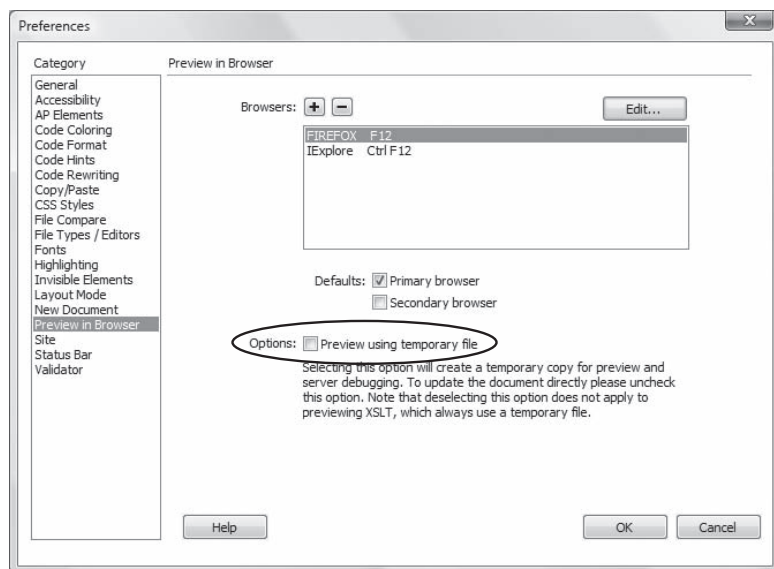 Preferences
X
Category
General
Accessibility
AP Elements
Code Coloring
Code Format
Code Hints
Code Rewriting
Copy/Paste
CSS Styles
File Compare
File Types / Editors
Fonts
Highlighting
Invisible Elements
Layout Mode
New Document
Preview in Browser
Site
Status Bar
Validator
Preview in Browser
Browsers: + −
Edit...
FIREFOX F12
IExplore Ctrl F12
Defaults: Primary browser
Secondary browser
Options: Preview using temporary file
Selecting this option will create a temporary copy for preview and
server debugging. To update the document directly please uncheck
this option. Note that deselecting this option does not apply to
previewing XSLT, which always use a temporary file.
Help
OK
Cancel